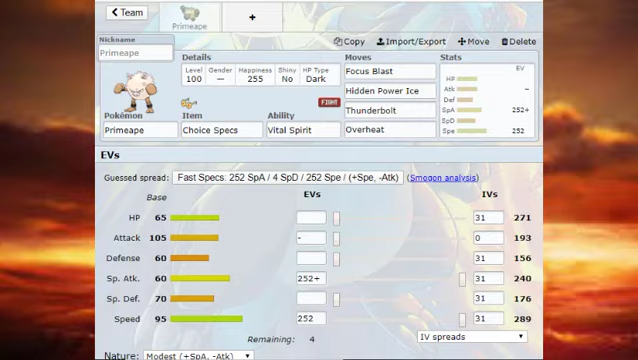 Team
Primeape
+
Nickname
Primeape
Copy Import/Export Move Delete
Details
Level Gender Happiness Shiny HP Type
100 — 255 No Dark
FIGHT
Pokémon Item Ability
Primeape Choice Specs Vital Spirit
Moves
Focus Blast
Hidden Power Ice
Thunderbolt
Overheat
Stats
EV
HP
Atk -
Def
SpA 252+
SpD
Spe 252
EVs
Guessed spread: Fast Specs: 252 SpA / 4 SpD / 252 Spe / (+Spe, -Atk) (Smogon analysis)
Base EVs IVs
HP 65 31 271
Attack 105 - 0 193
Defense 60 31 156
Sp. Atk. 60 252+ 31 240
Sp. Def. 70 31 176
Speed 95 252 31 289
Remaining: 4 IV spreads
Nature: Modest (+SpA, -Atk)